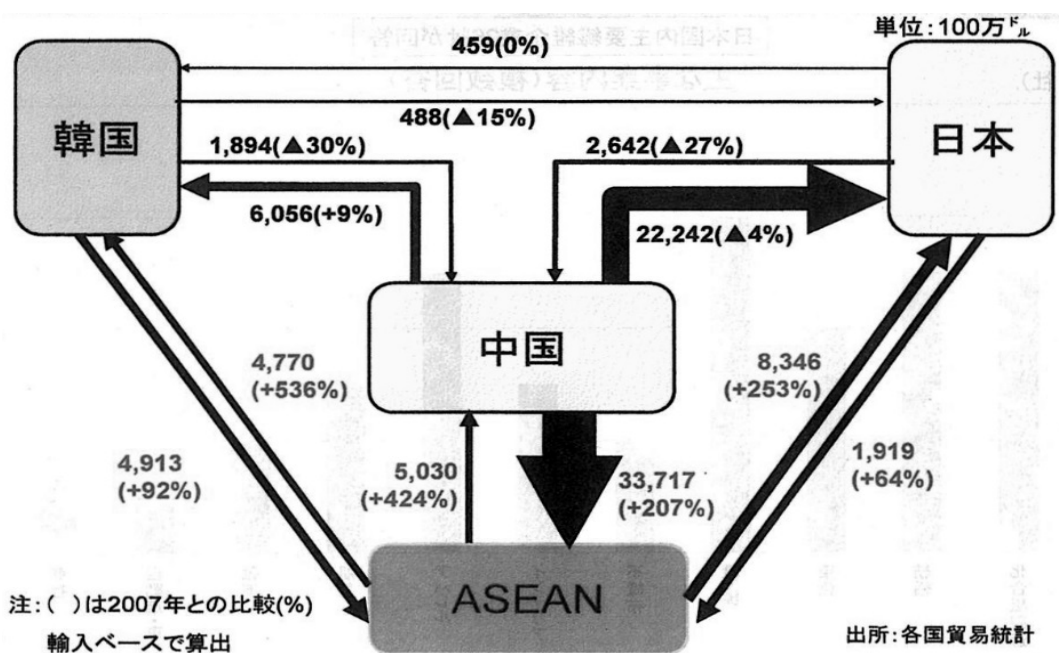 単位:100万ドル
459(0%)
韓国
488(▲15%)
日本
1,894(▲30%)
2,642(▲27%)
6,056(+9%)
22,242(▲4%)
中国
4,770
(+536%)
8,346
(+253%)
4,913
(+92%)
5,030
(+424%)
33,717
(+207%)
1,919
(+64%)
ASEAN
注:( )は2007年との比較(%)
輸入ベースで算出
出所:各国貿易統計